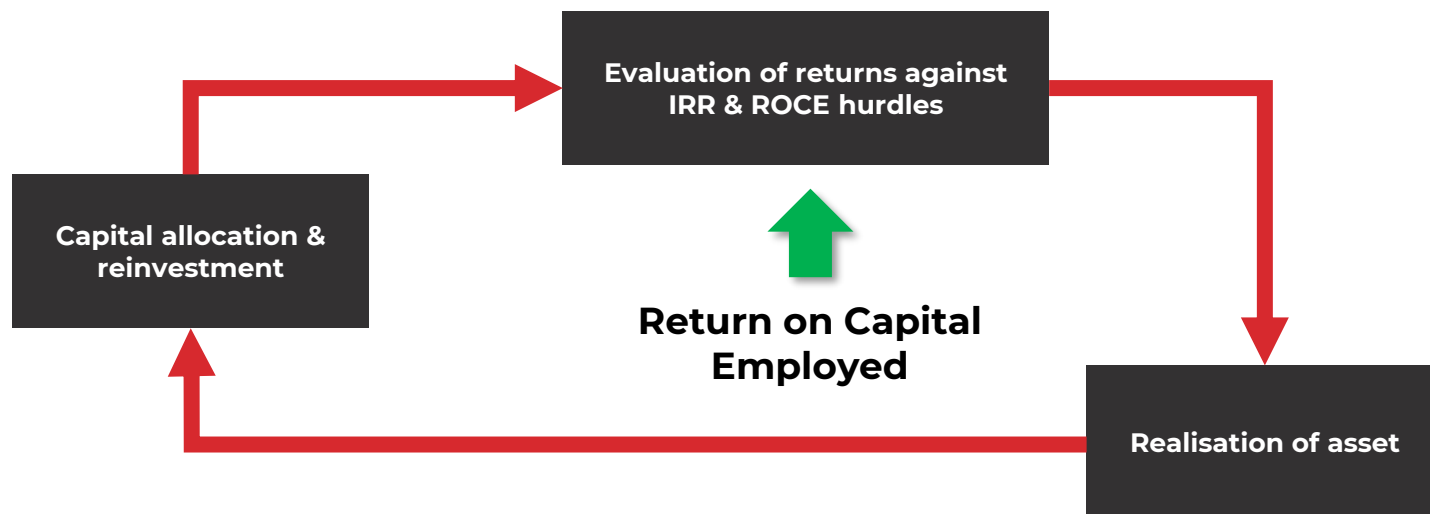 Evaluation of returns against
IRR & ROCE hurdles
Capital allocation &
reinvestment
Return on Capital
Employed
Realisation of asset